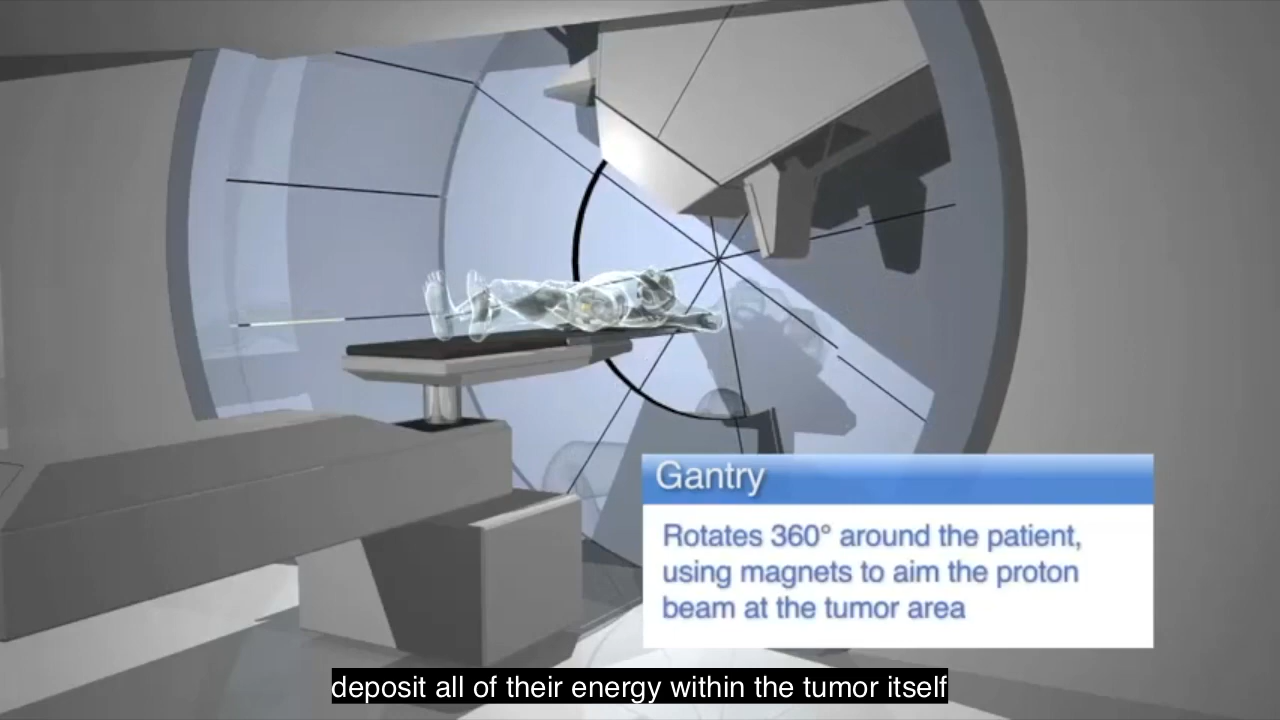 Gantry
Rotates 360° around the patient,
using magnets to aim the proton
beam at the tumor area
deposit all of their energy within the tumor itself